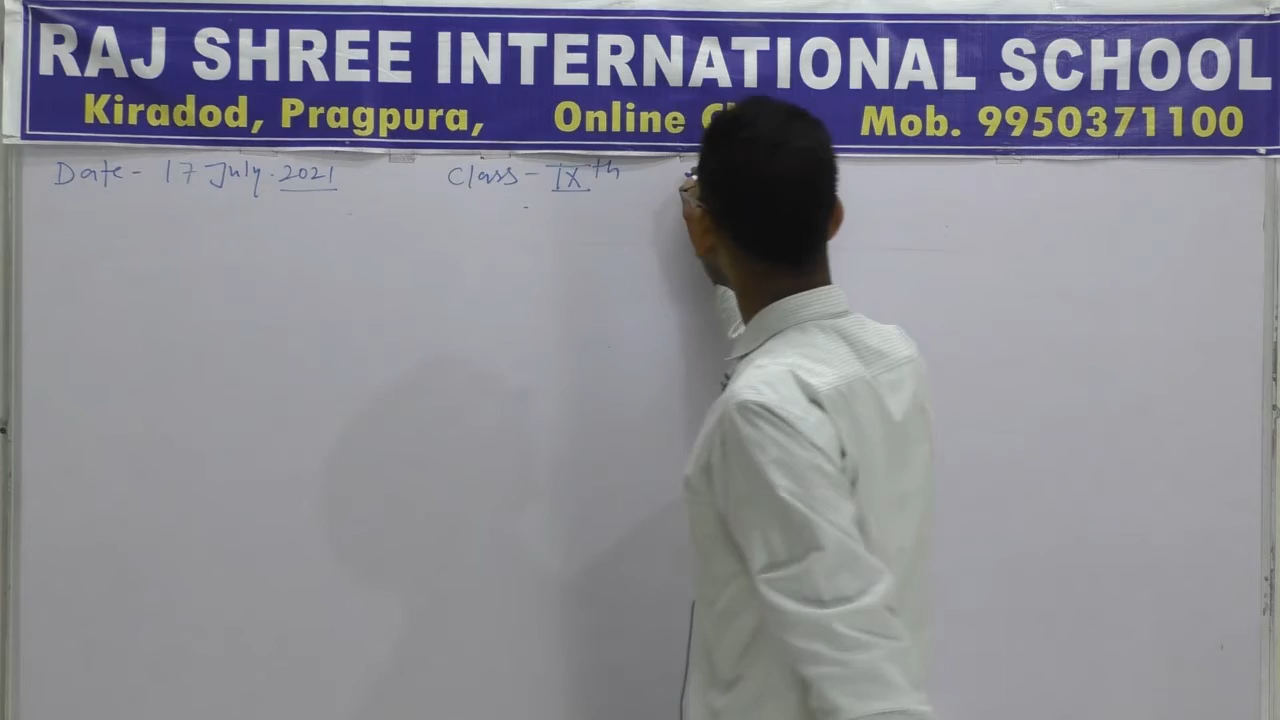 RAJ SHREE INTERNATIONAL SCHOOL
Kiradod, Pragpura, Online Mob. 9950371100
Date - 17 July. 2021 Class - IXth